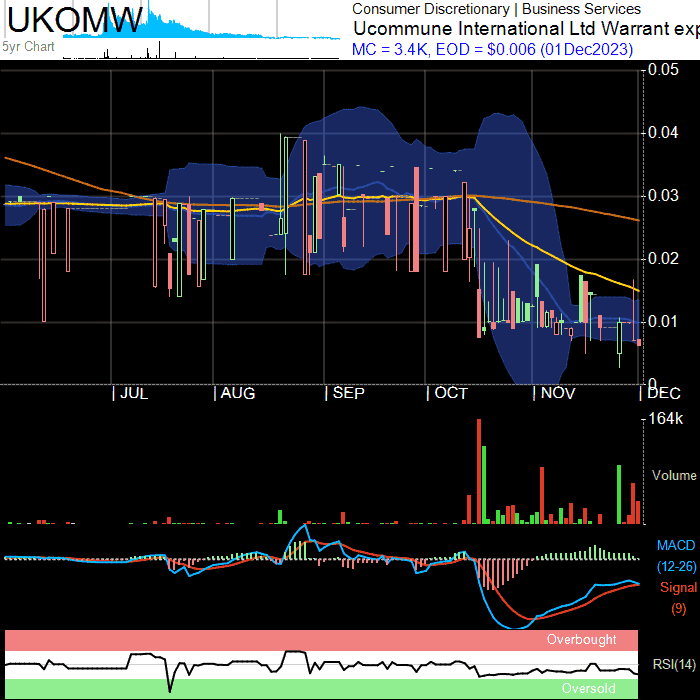 UKOMW
5yr Chart
Consumer Discretionary | Business Services
Ucommune International Ltd Warrant exp
MC = 3.4K, EOD = $0.006 (01Dec2023)
0.05
0.04
0.03
0.02
0.01
0
JUL AUG SEP OCT NOV DEC
164k
Volume
MACD
(12-26)
Signal
(9)
Overbought
RSI(14)
Oversold